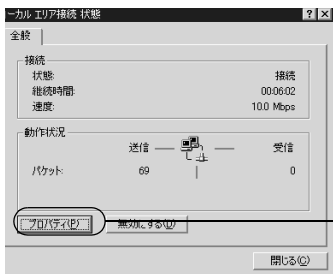 ーカル エリア接続 状態
全般
接続
状態: 接続
継続時間: 00:06:02
速度: 10.0 Mbps
動作状況
送信 受信
パケット: 69 0
プロパティ(P) 無効にする(D)
閉じる(C)